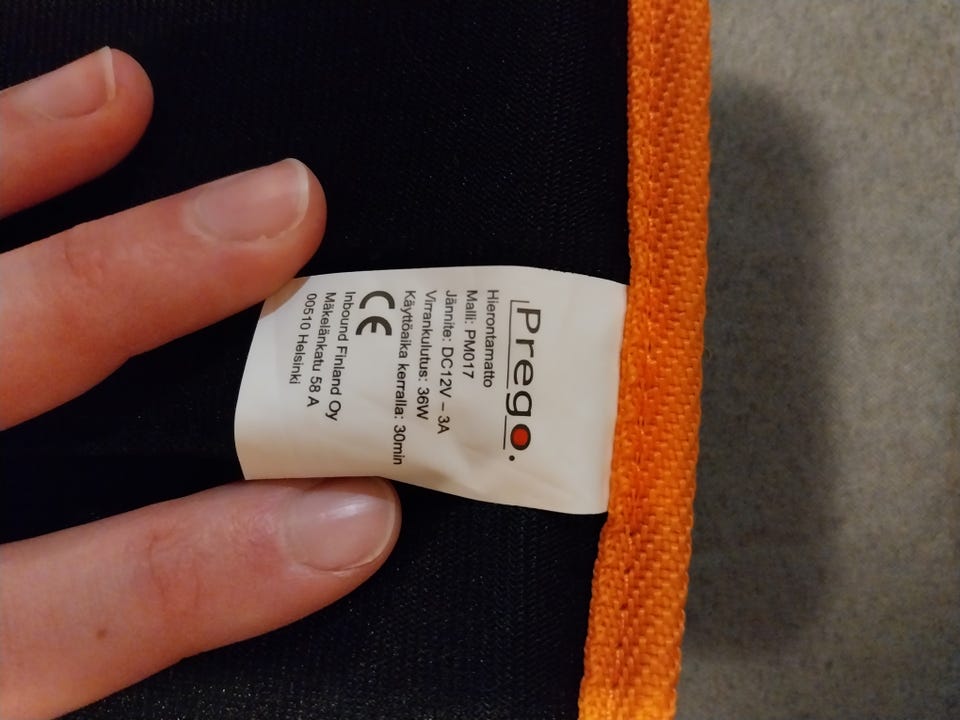 Prego.
Hierontamatto
Malli: PM017
Jännite: DC12V – 3A
Virrankulutus: 36W
Käyttöaika kerralla: 30min
CE
Inbound Finland Oy
Mäkelänkatu 58 A
00510 Helsinki